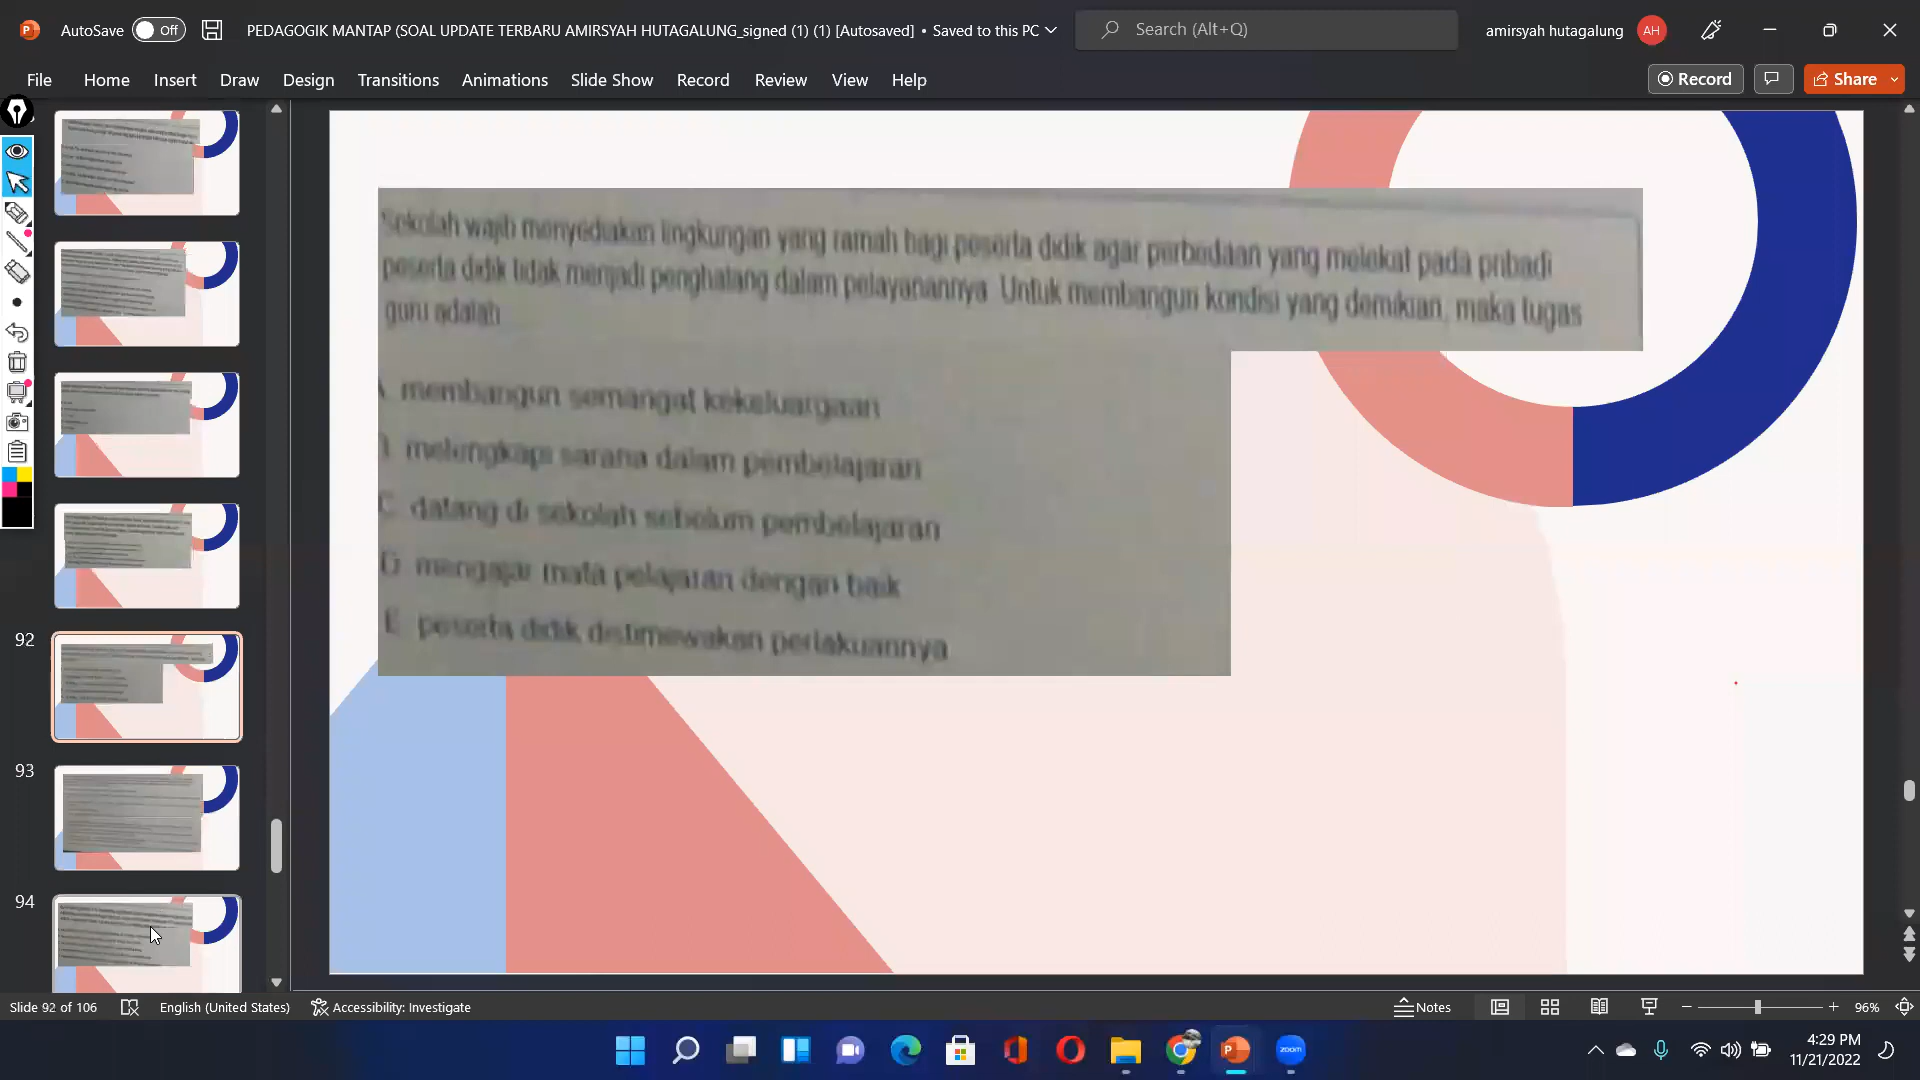 AutoSave Off PEDAGOGIK MANTAP (SOAL UPDATE TERBARU AMIRSYAH HUTAGALUNG_signed (1) (1) [Autosaved] • Saved to this PC Search (Alt+Q) amirsyah hutagalung AH
File Home Insert Draw Design Transitions Animations Slide Show Record Review View Help Record Share
Sekolah wajib menyediakan lingkungan yang ramah bagi peserta didik agar perbedaan yang melekat pada pribadi
peserta didik tidak menjadi penghalang dalam pelayanannya. Untuk membangun kondisi yang demikian, maka tugas
guru adalah
A. membangun semangat kekeluargaan
B. melengkapi sarana dalam pembelajaran
C. datang di sekolah sebelum pembelajaran
D. mengajar mata pelajaran dengan baik
E. peserta didik distimewakan perlakuannya
92
93
94
Slide 92 of 106 English (United States) Accessibility: Investigate Notes 96%
zoom
4:29 PM
11/21/2022